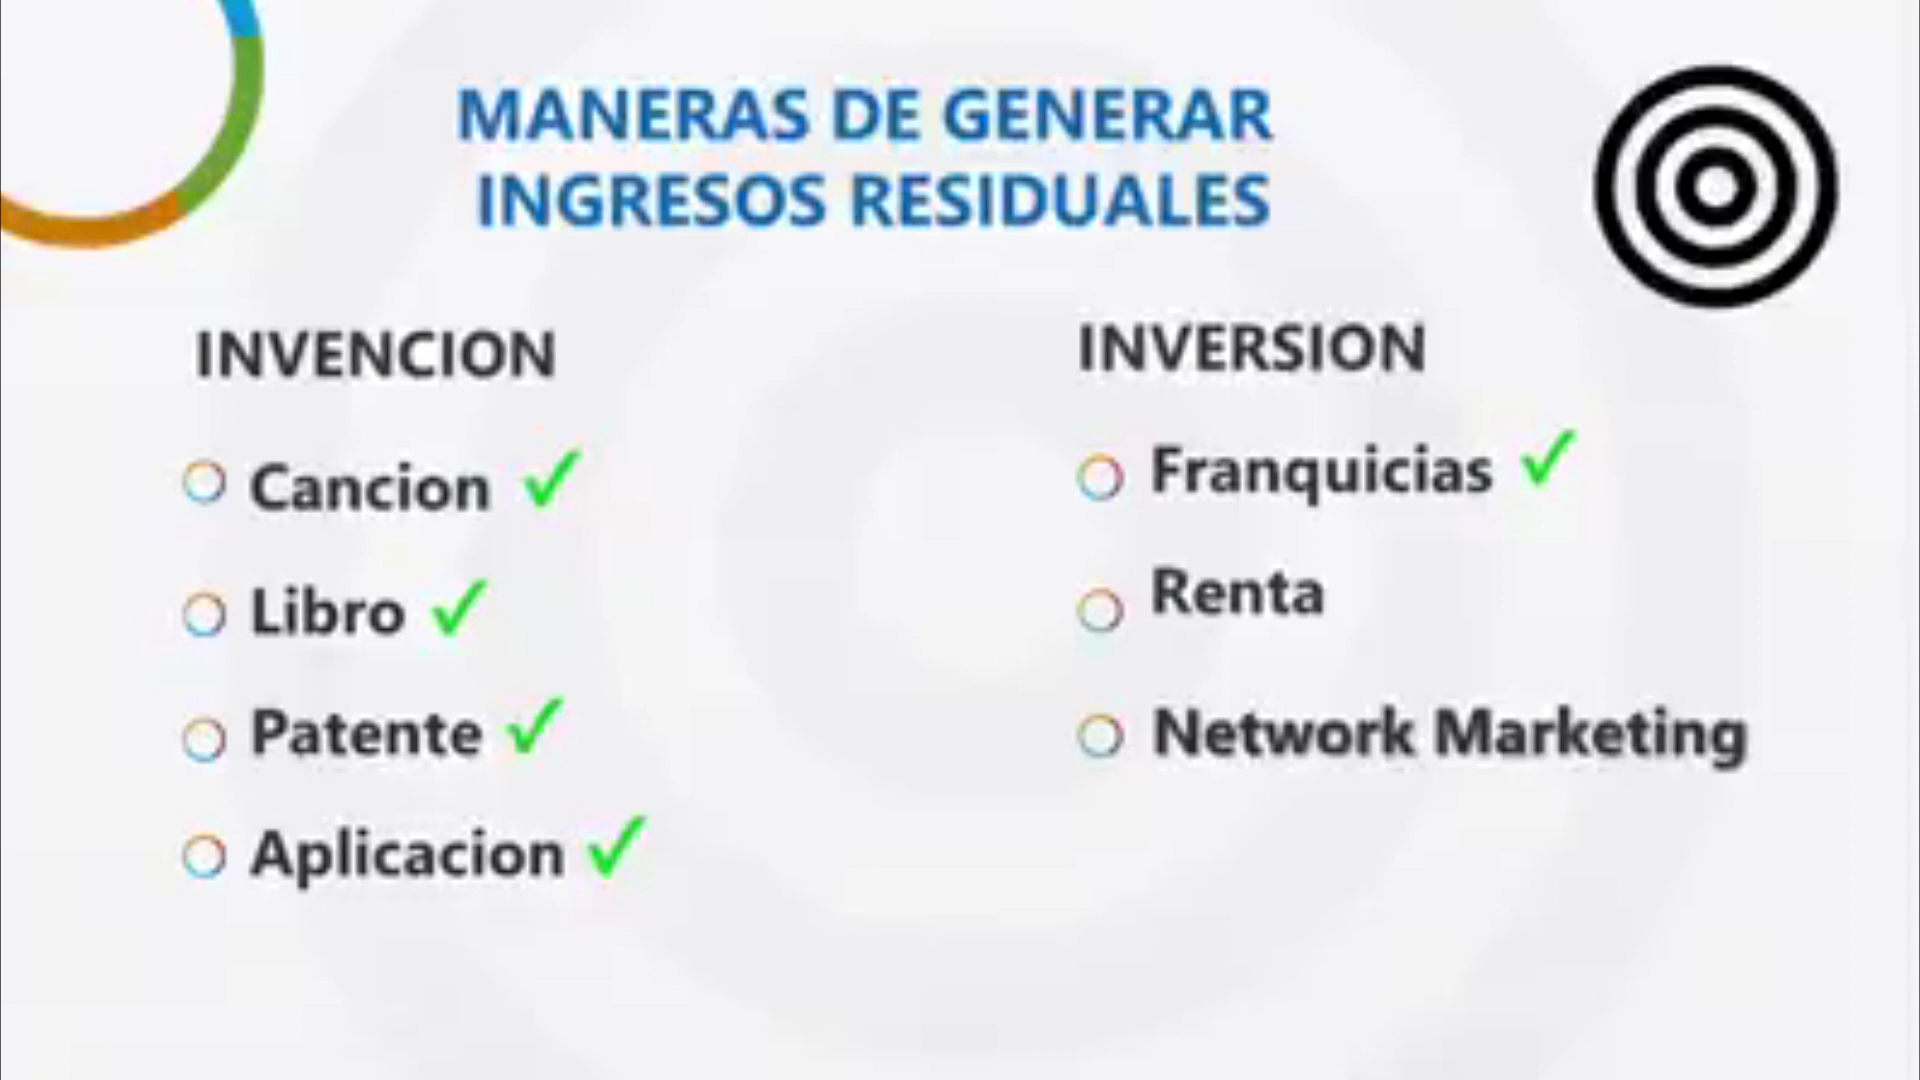 MANERAS DE GENERAR
INGRESOS RESIDUALES
INVENCION
Cancion
Libro
Patente
Aplicacion
INVERSION
Franquicias
Renta
Network Marketing